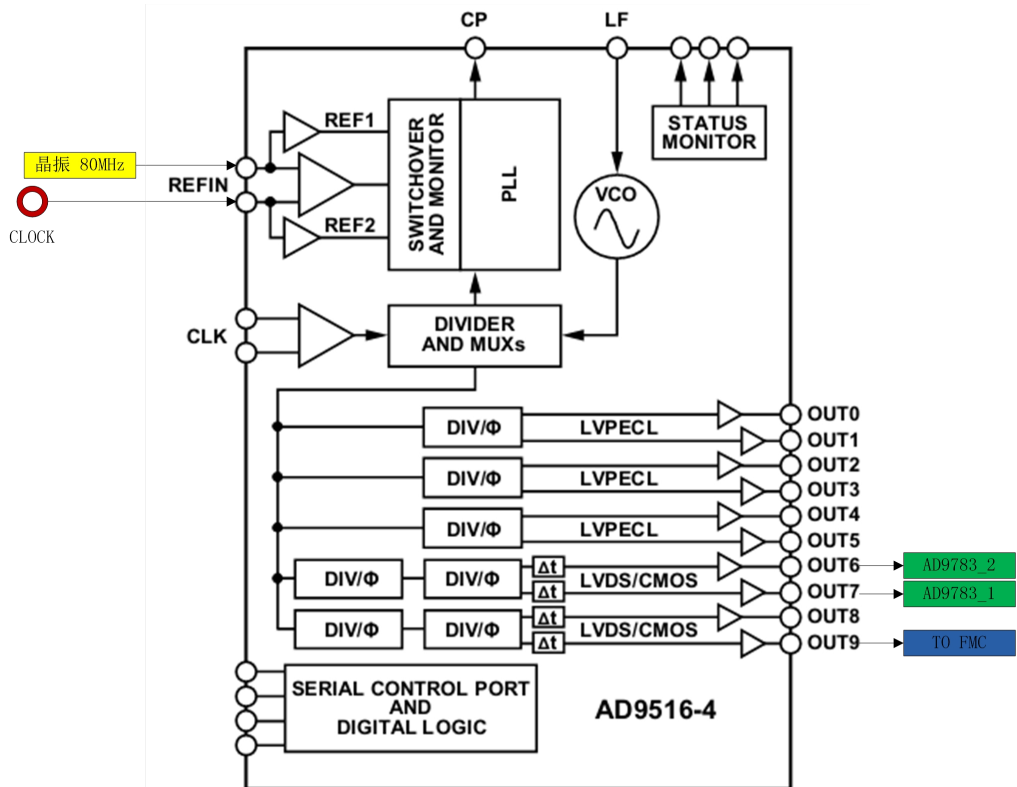 CP
LF
REF1
SWITCHOVER
AND MONITOR
PLL
STATUS
MONITOR
晶振 80MHz
REFIN
CLOCK
REF2
VCO
CLK
DIVIDER
AND MUXs
DIV/Φ
LVPECL
OUT0
OUT1
DIV/Φ
LVPECL
OUT2
OUT3
DIV/Φ
LVPECL
OUT4
OUT5
DIV/Φ
DIV/Φ
Δt
Δt
LVDS/CMOS
OUT6
AD9783_2
OUT7
AD9783_1
DIV/Φ
DIV/Φ
Δt
Δt
LVDS/CMOS
OUT8
OUT9
TO FMC
SERIAL CONTROL PORT
AND
DIGITAL LOGIC
AD9516-4